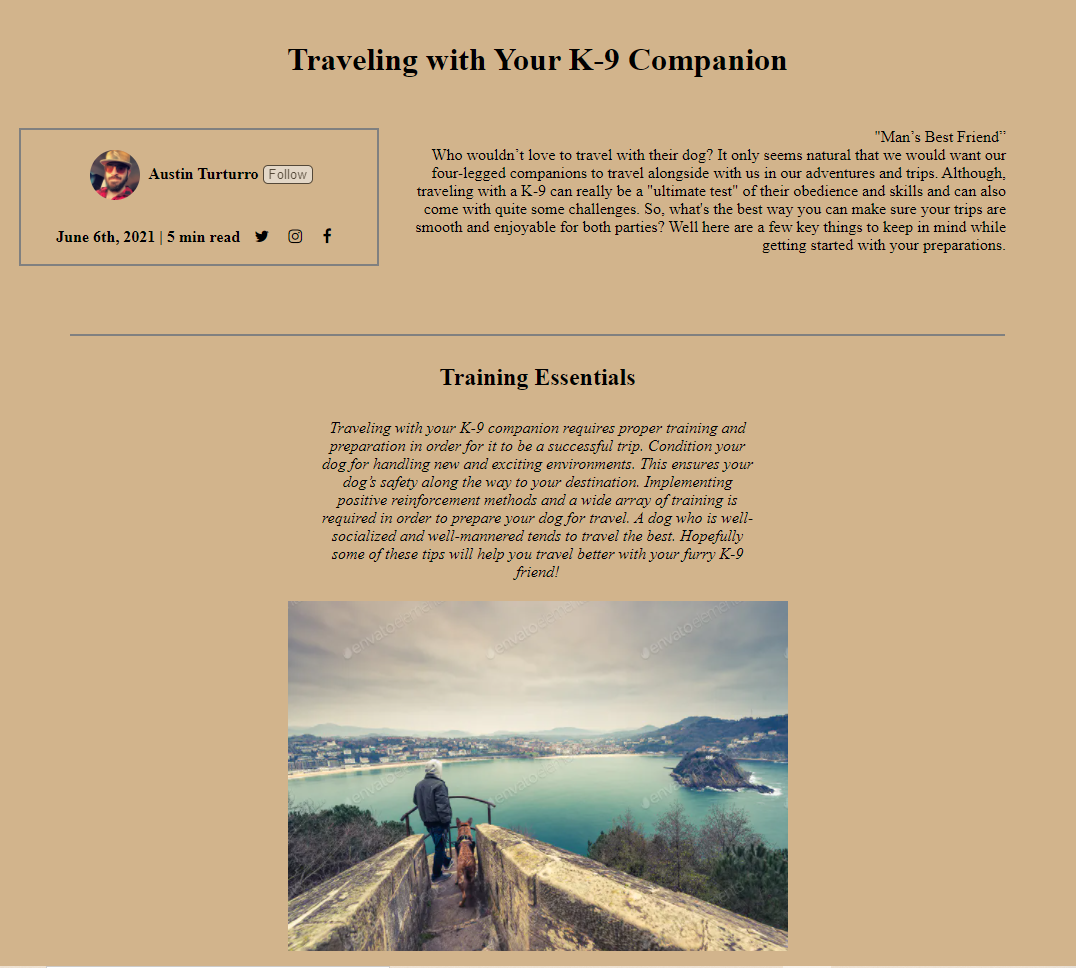 Traveling with Your K-9 Companion
Austin Turturro Follow
June 6th, 2021 | 5 min read
"Man’s Best Friend”
Who wouldn’t love to travel with their dog? It only seems natural that we would want our
four-legged companions to travel alongside with us in our adventures and trips. Although,
traveling with a K-9 can really be a "ultimate test" of their obedience and skills and can also
come with quite some challenges. So, what's the best way you can make sure your trips are
smooth and enjoyable for both parties? Well here are a few key things to keep in mind while
getting started with your preparations.
Training Essentials
Traveling with your K-9 companion requires proper training and
preparation in order for it to be a successful trip. Condition your
dog for handling new and exciting environments. This ensures your
dog’s safety along the way to your destination. Implementing
positive reinforcement methods and a wide array of training is
required in order to prepare your dog for travel. A dog who is well-
socialized and well-mannered tends to travel the best. Hopefully
some of these tips will help you travel better with your furry K-9
friend!